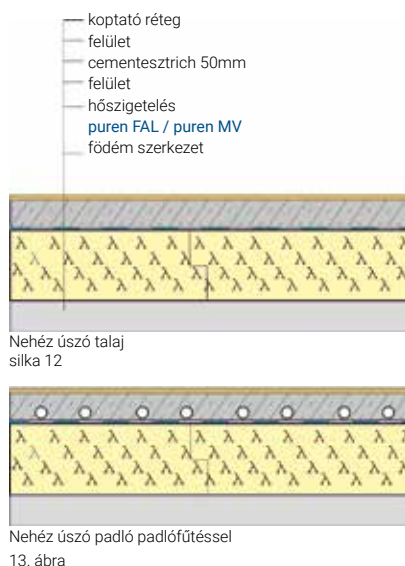 koptató réteg
felület
cementesztrich 50mm
felület
hőszigetelés
puren FAL / puren MV
födém szerkezet
Nehéz úszó talaj
silka 12
Nehéz úszó padló padlófűtéssel
13. ábra